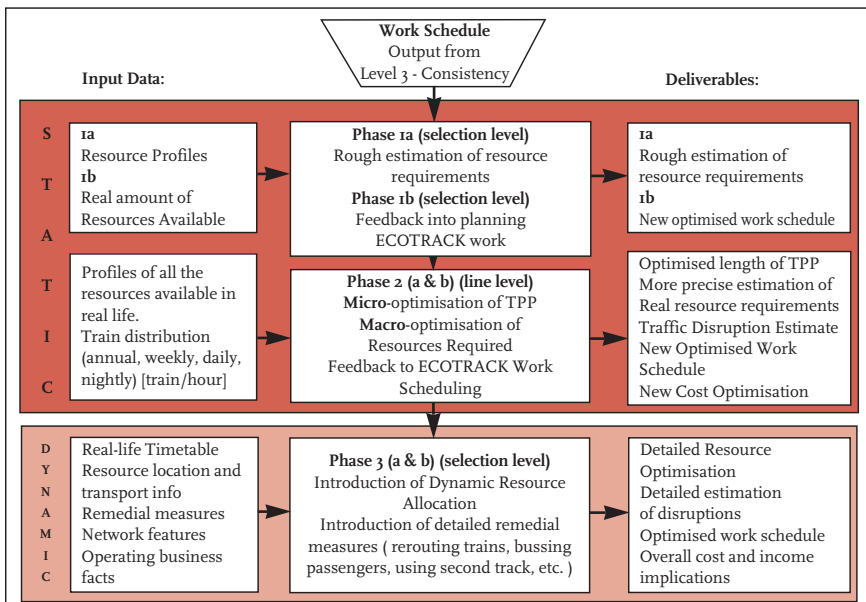 Work Schedule
Output from
Level 3 - Consistency
Input Data:
Deliverables:
S
T
A
T
I
C
1a
Resource Profiles
1b
Real amount of
Resources Available
Phase 1a (selection level)
Rough estimation of resource
requirements
Phase 1b (selection level)
Feedback into planning
ECOTRACK work
1a
Rough estimation of
resource requirements
1b
New optimised work schedule
Profiles of all the
resources available in
real life.
Train distribution
(annual, weekly, daily,
nightly) [train/hour]
Phase 2 (a & b) (line level)
Micro-optimisation of TPP
Macro-optimisation of
Resources Required
Feedback to ECOTRACK Work
Scheduling
Optimised length of TPP
More precise estimation of
Real resource requirements
Traffic Disruption Estimate
New Optimised Work
Schedule
New Cost Optimisation
D
Y
N
A
M
I
C
Real-life Timetable
Resource location and
transport info
Remedial measures
Network features
Operating business
facts
Phase 3 (a & b) (selection level)
Introduction of Dynamic Resource
Allocation
Introduction of detailed remedial
measures ( rerouting trains, bussing
passengers, using second track, etc. )
Detailed Resource
Optimisation
Detailed estimation
of disruptions
Optimised work schedule
Overall cost and income
implications